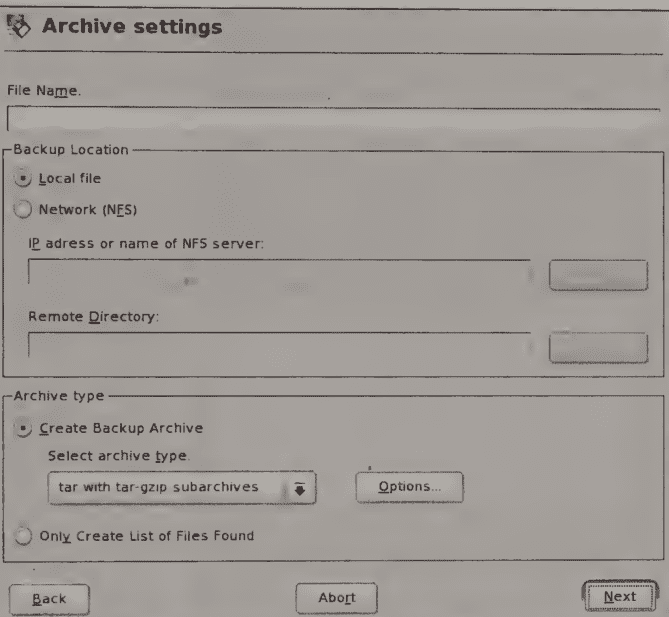 Archive settings
File Name.
Backup Location
Local file
Network (NFS)
IP adress or name of NFS server:
Remote Directory:
Archive type
Create Backup Archive
Select archive type.
tar with tar-gzip subarchives
Options...
Only Create List of Files Found
Back
Abort
Next